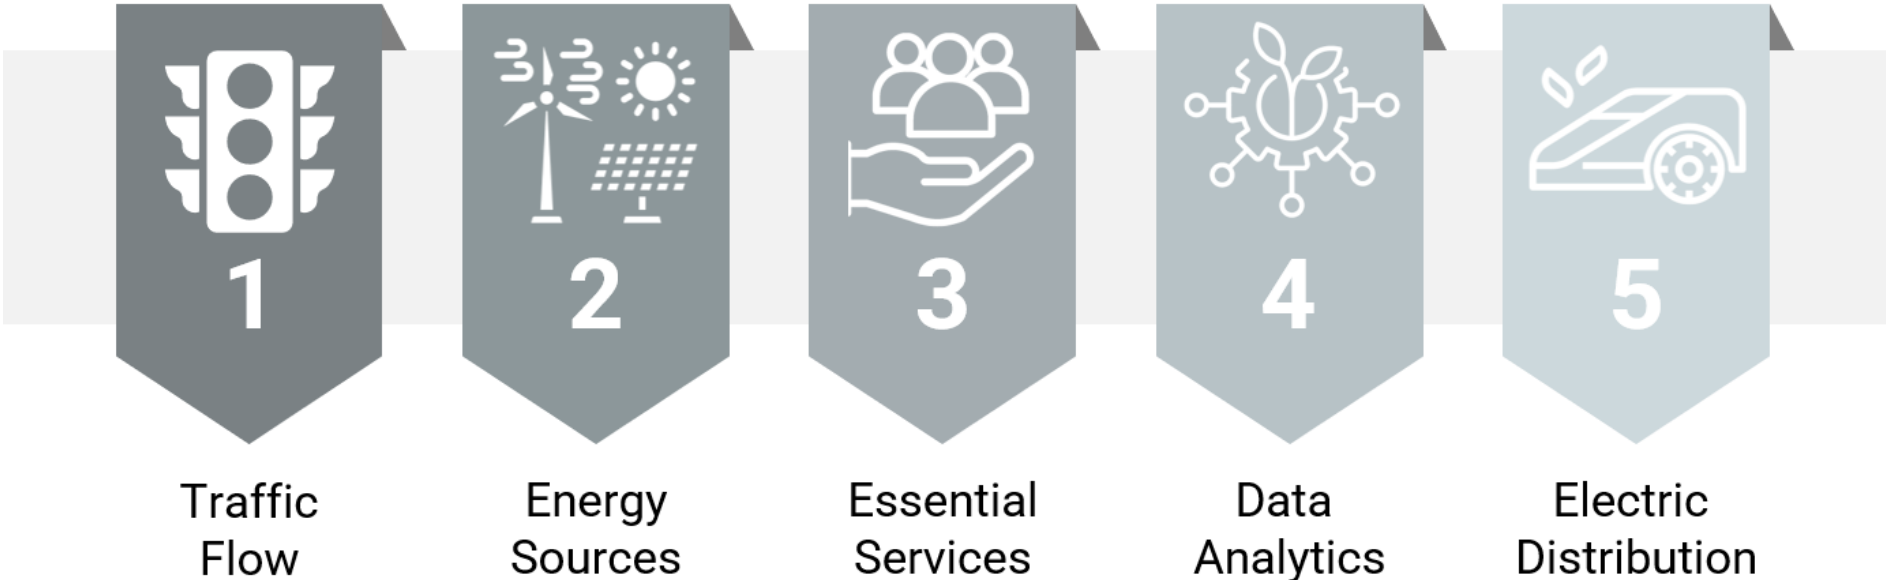 1
2
3
4
5
Traffic
Flow
Energy
Sources
Essential
Services
Data
Analytics
Electric
Distribution